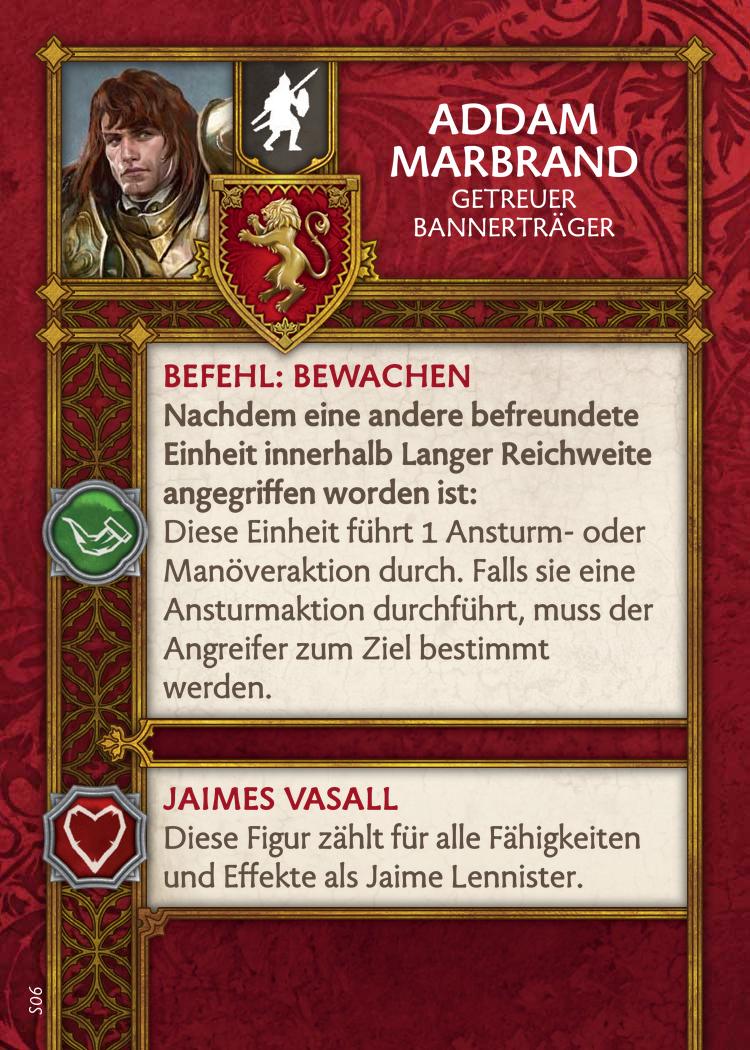 ADDAM
MARBRAND
GETREUER
BANNERTRÄGER
BEFEHL: BEWACHEN
Nachdem eine andere befreundete
Einheit innerhalb Langer Reichweite
angegriffen worden ist:
Diese Einheit führt 1 Ansturm- oder
Manöveraktion durch. Falls sie eine
Ansturmaktion durchführt, muss der
Angreifer zum Ziel bestimmt
werden.
JAIMES VASALL
Diese Figur zählt für alle Fähigkeiten
und Effekte als Jaime Lennister.
S06